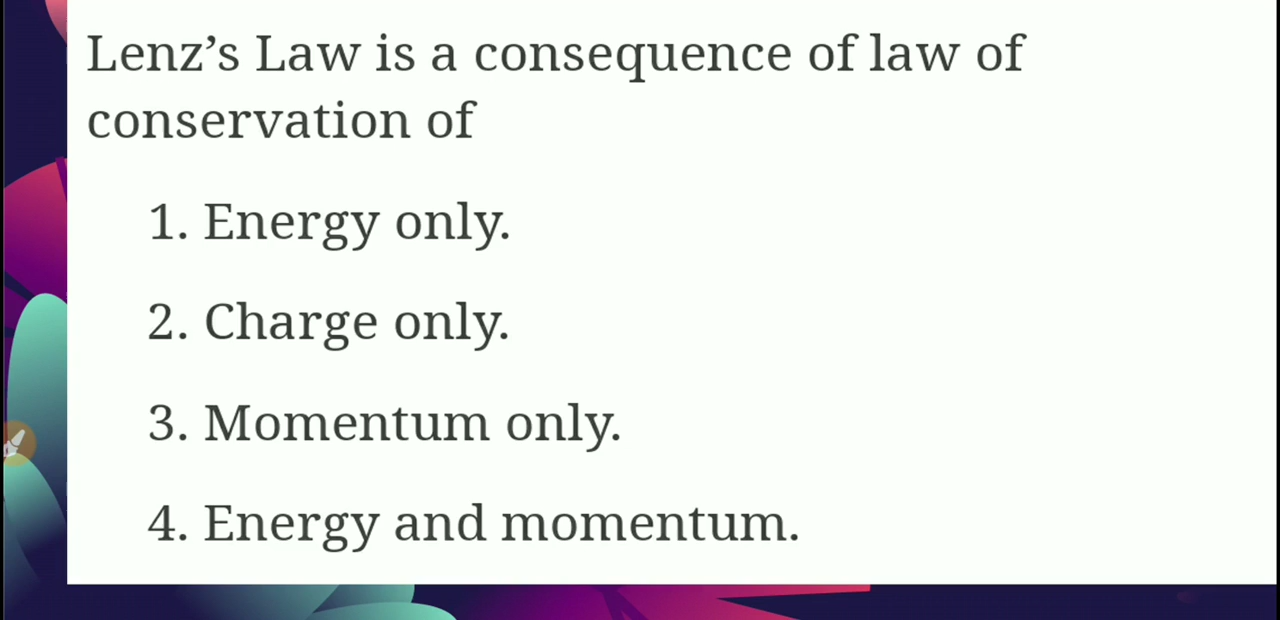 Lenz’s Law is a consequence of law of
conservation of
1. Energy only.
2. Charge only.
3. Momentum only.
4. Energy and momentum.